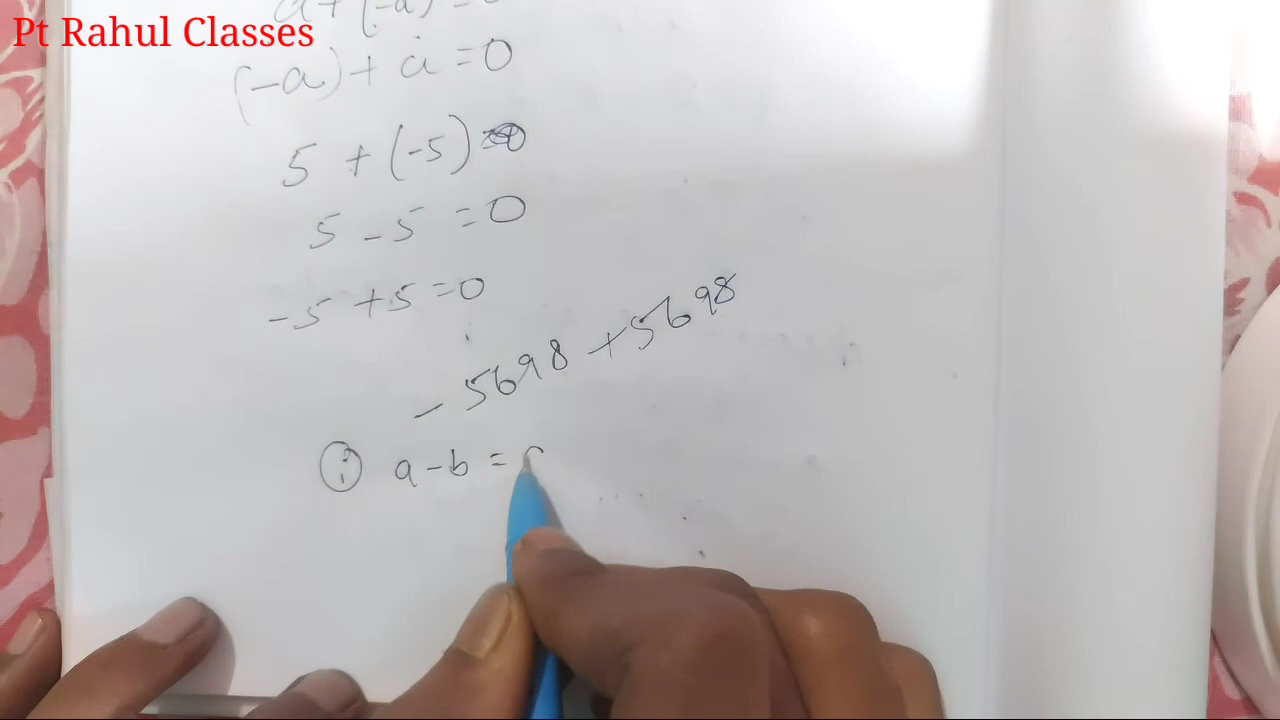 a + (-a) =
Pt Rahul Classes
(-a) + a = 0
5 + (-5) = 0
5 - 5 = 0
-5 + 5 = 0
- 5698 + 5698
i a - b =